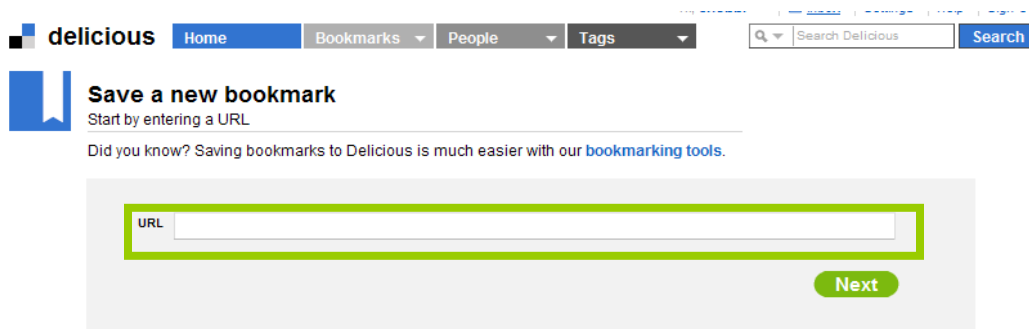 delicious Home Bookmarks People Tags Search Delicious Search
Save a new bookmark
Start by entering a URL
Did you know? Saving bookmarks to Delicious is much easier with our bookmarking tools.
URL
Next